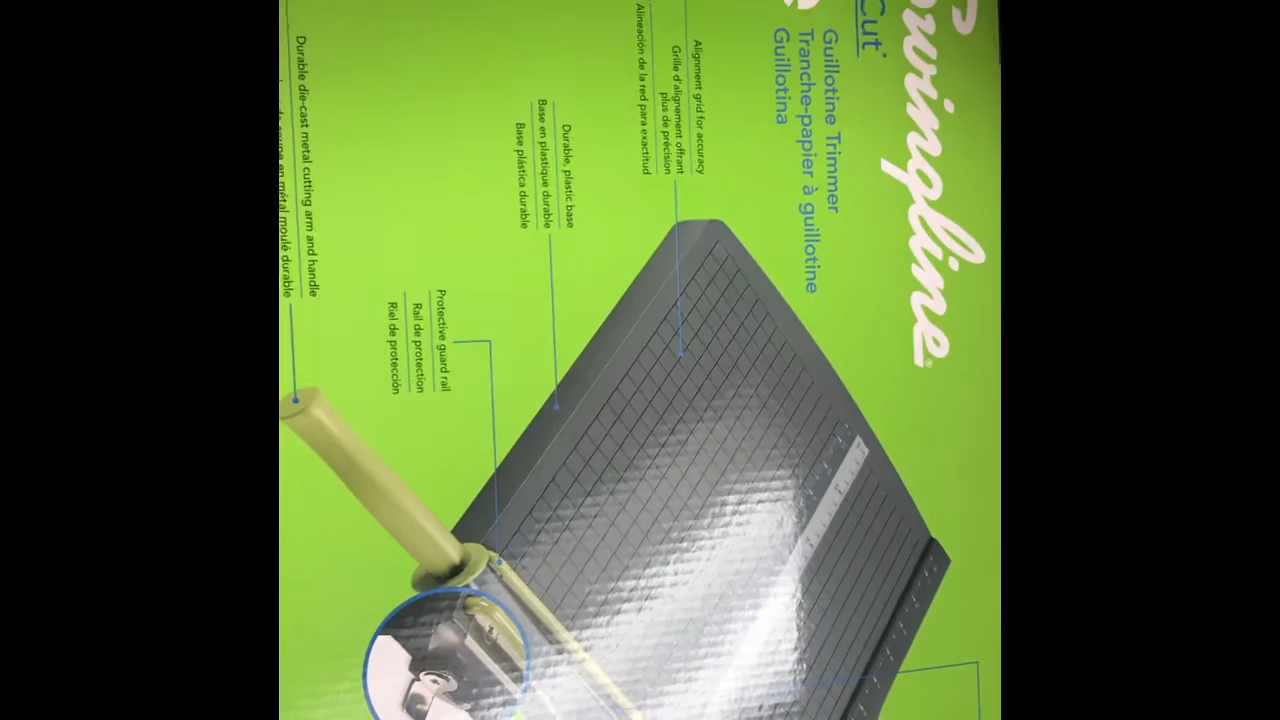 Swingline®
Cut®
Guillotine Trimmer
Tranche-papier à guillotine
Guillotina
Alignment grid for accuracy
Grille d'alignement offrant
plus de précision
Alineación de la red para exactitud
Durable, plastic base
Base en plastique durable
Base plástica durable
Protective guard rail
Rail de protection
Riel de protección
Durable die-cast metal cutting arm and handle
de coupe en métal moulé durable